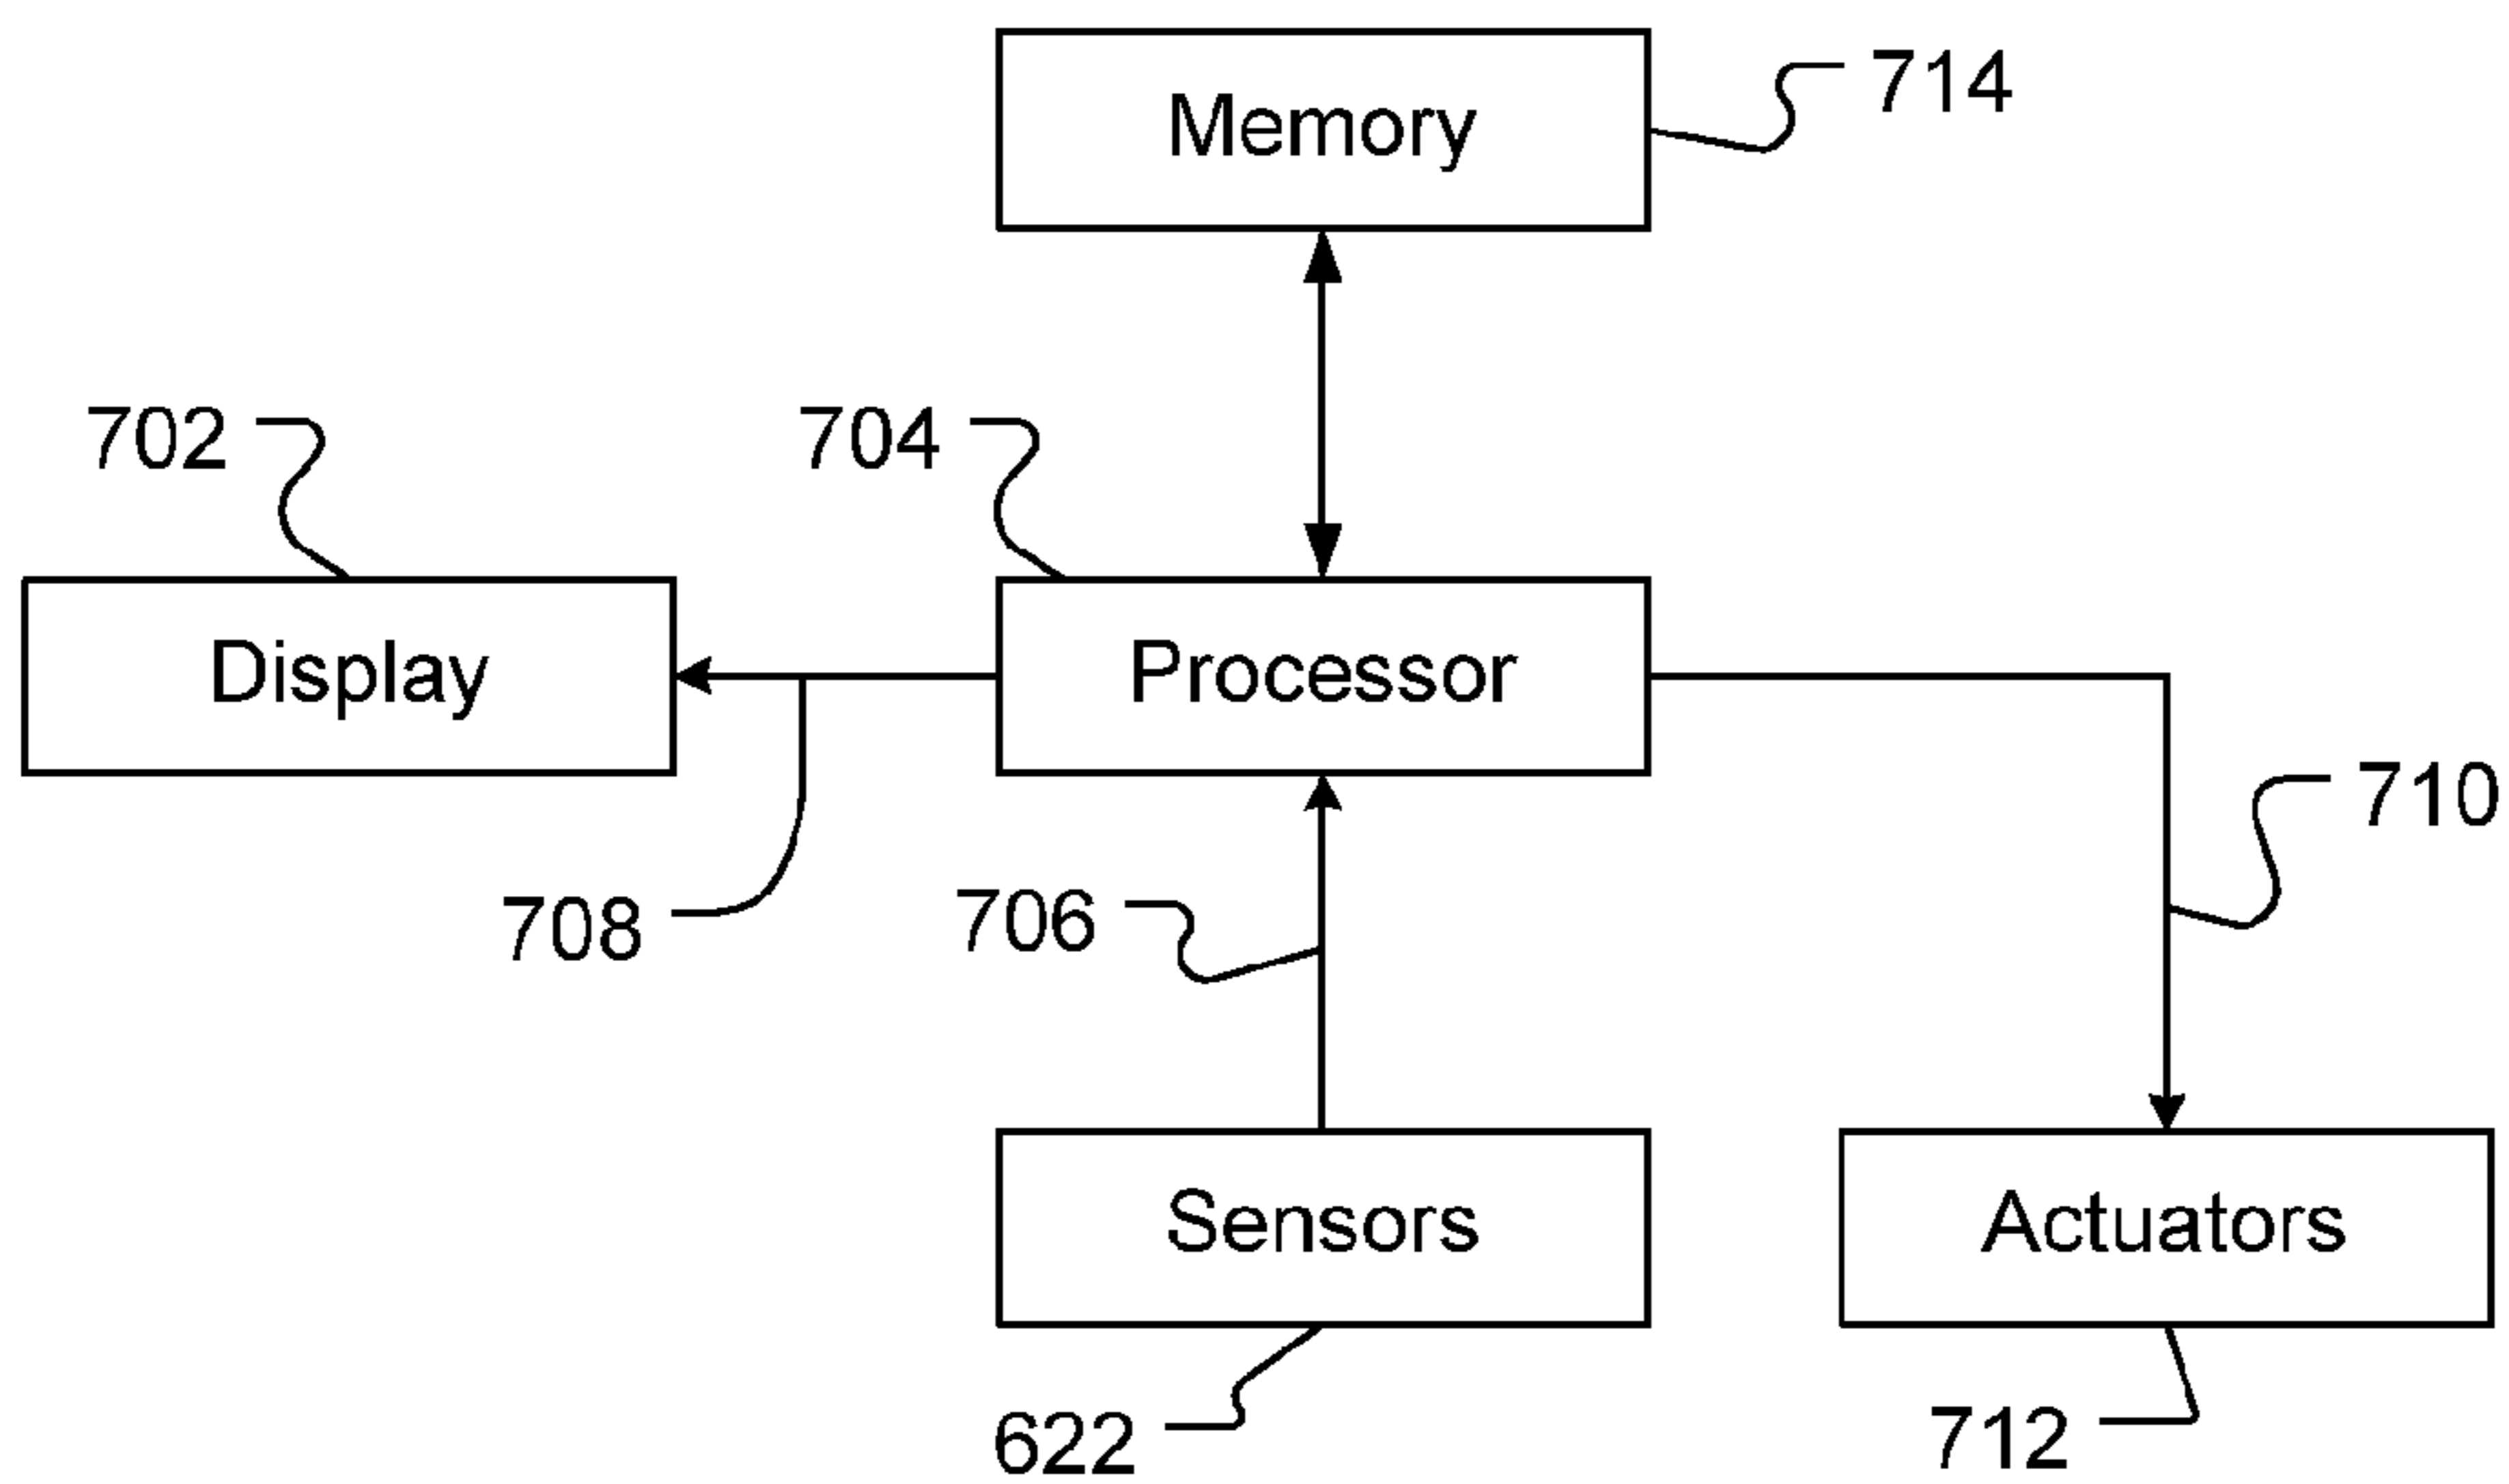 Memory
714
702
704
Display
Processor
710
708
706
Sensors
Actuators
622
712